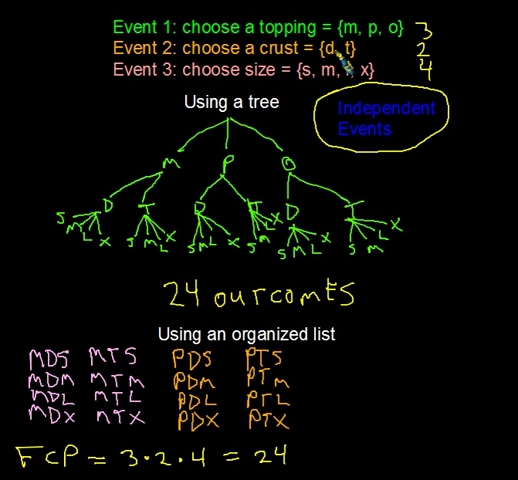 Event 1: choose a topping = {m, p, o} 3
Event 2: choose a crust = {d, t} 2
Event 3: choose size = {s, m, , x} 4
Using a tree
Independent
Events
M P O
D T D T D T
S M L X S M L X S M L X S M L X S M L X S M L X
24 OUTCOMES
Using an organized list
MDS MTS PDS PTS
MDM MTM PDM PTM
MDL MTL PDL PTL
MDX MTX PDX PTX
FCP = 3·2·4 = 24